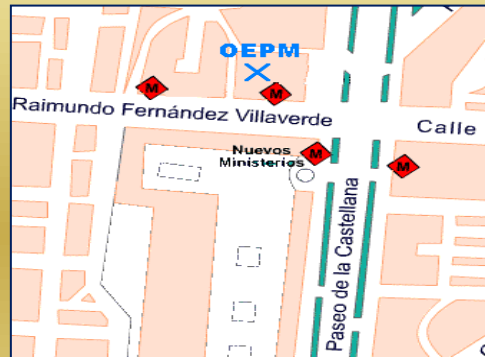 OEPM
M
M
Raimundo Fernández Villaverde
Calle
Nuevos
Ministerios
M
M
Paseo de la Castellana